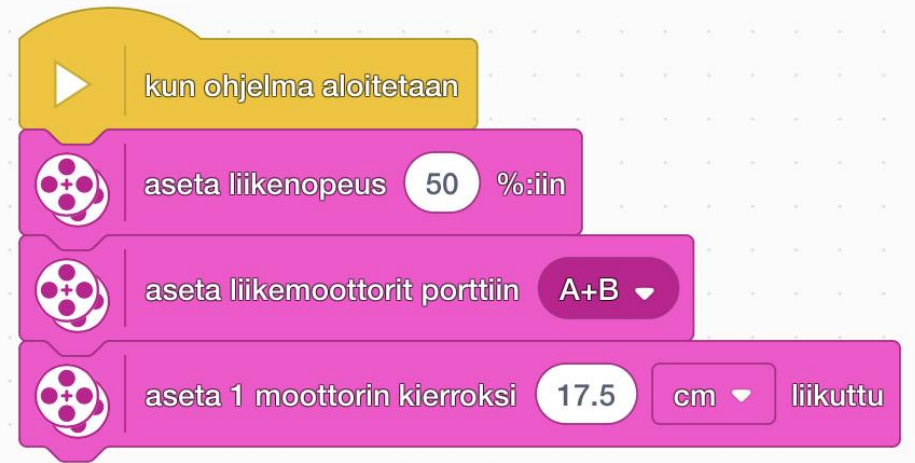 kun ohjelma aloitetaan
aseta liikenopeus 50 %:iin
aseta liikemoottorit porttiin A+B
aseta 1 moottorin kierroksi 17.5 cm liikuttu